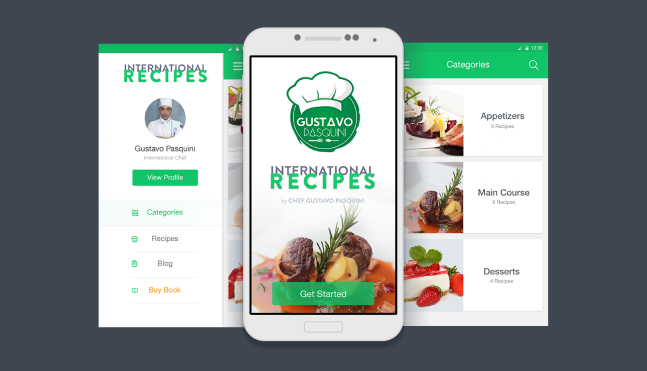 INTERNATIONAL
RECIPES
Gustavo Pasquini
International Chef
View Profile
Categories
Recipes
Blog
Buy Book
GUSTAVO
PASQUINI
INTERNATIONAL
RECIPES
by CHEF GUSTAVO PASQUINI
Get Started
12:30
Categories
Appetizers
5 Recipes
Main Course
9 Recipes
Desserts
4 Recipes